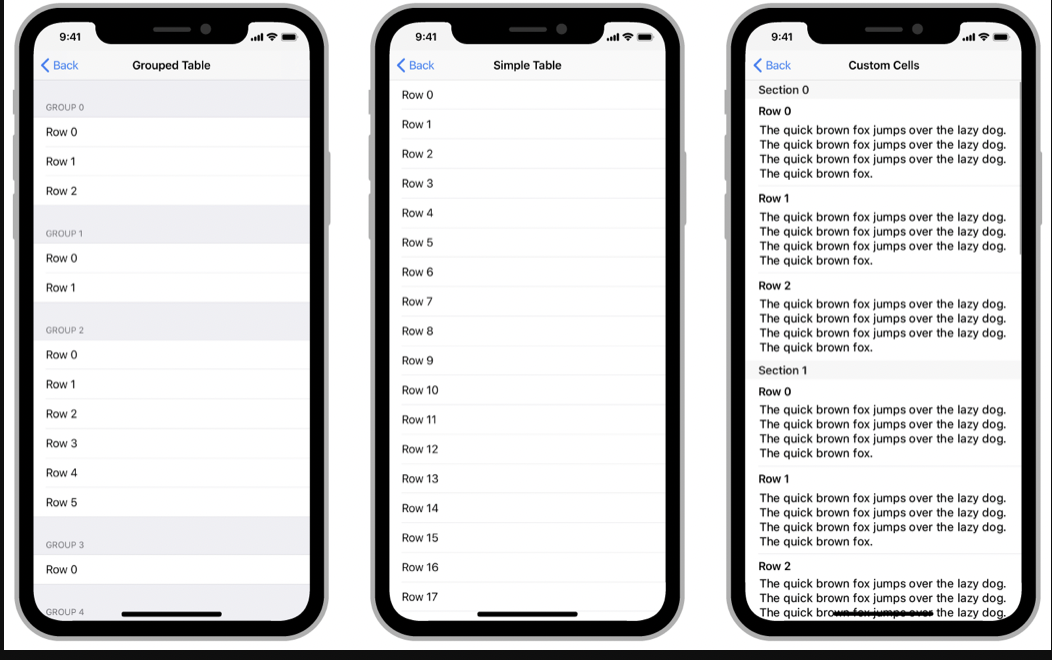 9:41
Back
Grouped Table
GROUP 0
Row 0
Row 1
Row 2
GROUP 1
Row 0
Row 1
GROUP 2
Row 0
Row 1
Row 2
Row 3
Row 4
Row 5
GROUP 3
Row 0
GROUP 4
9:41
Back
Simple Table
Row 0
Row 1
Row 2
Row 3
Row 4
Row 5
Row 6
Row 7
Row 8
Row 9
Row 10
Row 11
Row 12
Row 13
Row 14
Row 15
Row 16
Row 17
9:41
Back
Custom Cells
Section 0
Row 0
The quick brown fox jumps over the lazy dog.
The quick brown fox jumps over the lazy dog.
The quick brown fox jumps over the lazy dog.
The quick brown fox.
Row 1
The quick brown fox jumps over the lazy dog.
The quick brown fox jumps over the lazy dog.
The quick brown fox jumps over the lazy dog.
The quick brown fox.
Row 2
The quick brown fox jumps over the lazy dog.
The quick brown fox jumps over the lazy dog.
The quick brown fox jumps over the lazy dog.
The quick brown fox.
Section 1
Row 0
The quick brown fox jumps over the lazy dog.
The quick brown fox jumps over the lazy dog.
The quick brown fox jumps over the lazy dog.
The quick brown fox.
Row 1
The quick brown fox jumps over the lazy dog.
The quick brown fox jumps over the lazy dog.
The quick brown fox jumps over the lazy dog.
The quick brown fox.
Row 2
The quick brown fox jumps over the lazy dog.
The quick brown fox jumps over the lazy dog.
The quick brown fox jumps over the lazy dog.